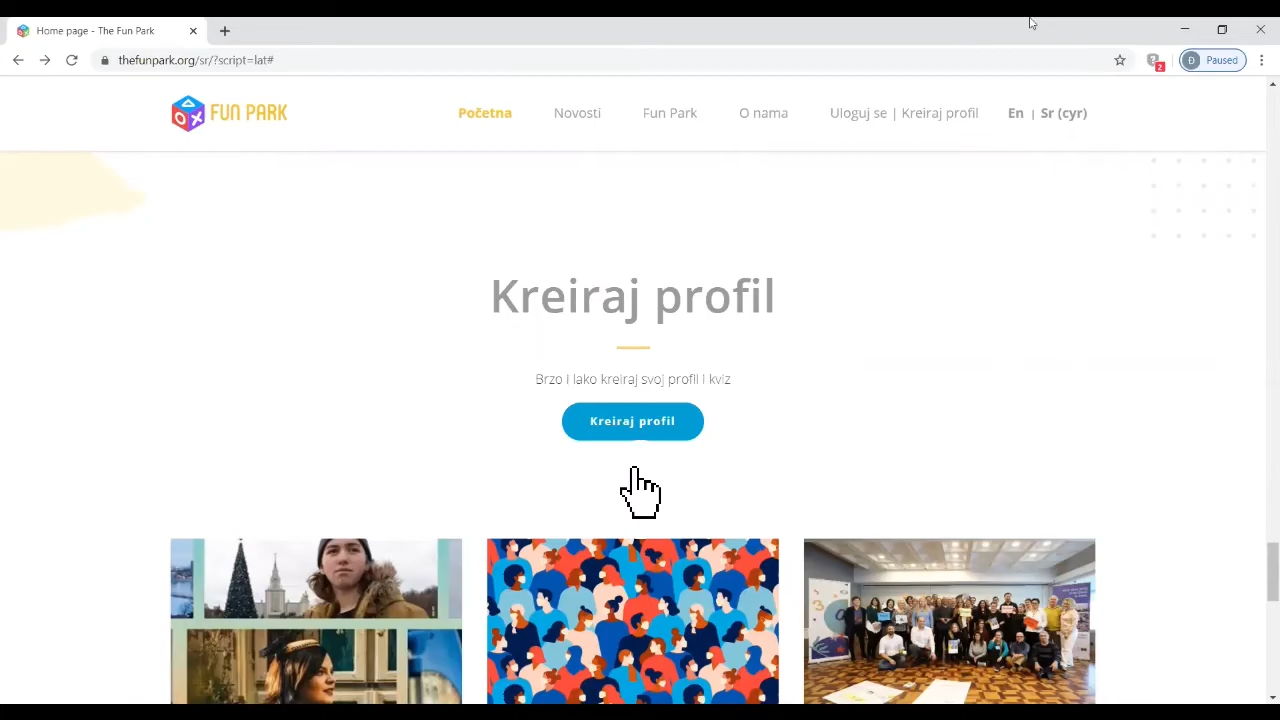 Home page - The Fun Park
thefunpark.org/sr/?script=lat#
2
Đ Paused
FUN PARK
Početna Novosti Fun Park O nama Uloguj se | Kreiraj profil En | Sr (cyr)
Kreiraj profil
Brzo i lako kreiraj svoj profil i kviz
Kreiraj profil